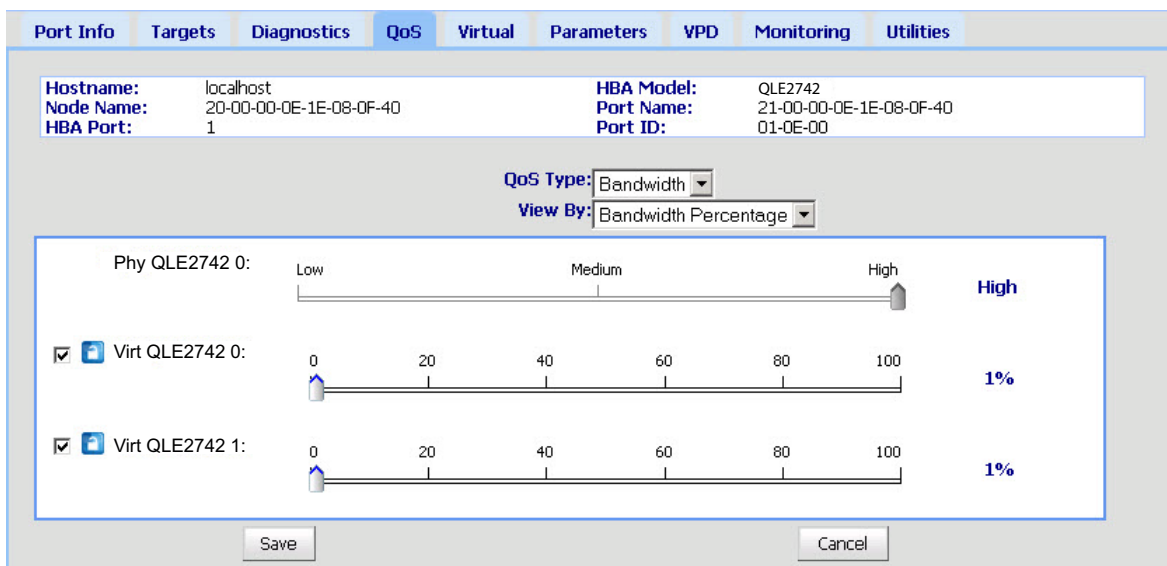 Port Info Targets Diagnostics QoS Virtual Parameters VPD Monitoring Utilities
Hostname: localhost HBA Model: QLE2742
Node Name: 20-00-00-0E-1E-08-0F-40 Port Name: 21-00-00-0E-1E-08-0F-40
HBA Port: 1 Port ID: 01-0E-00
QoS Type: Bandwidth
View By: Bandwidth Percentage
Phy QLE2742 0: Low Medium High High
Virt QLE2742 0: 0 20 40 60 80 100 1%
Virt QLE2742 1: 0 20 40 60 80 100 1%
Save Cancel